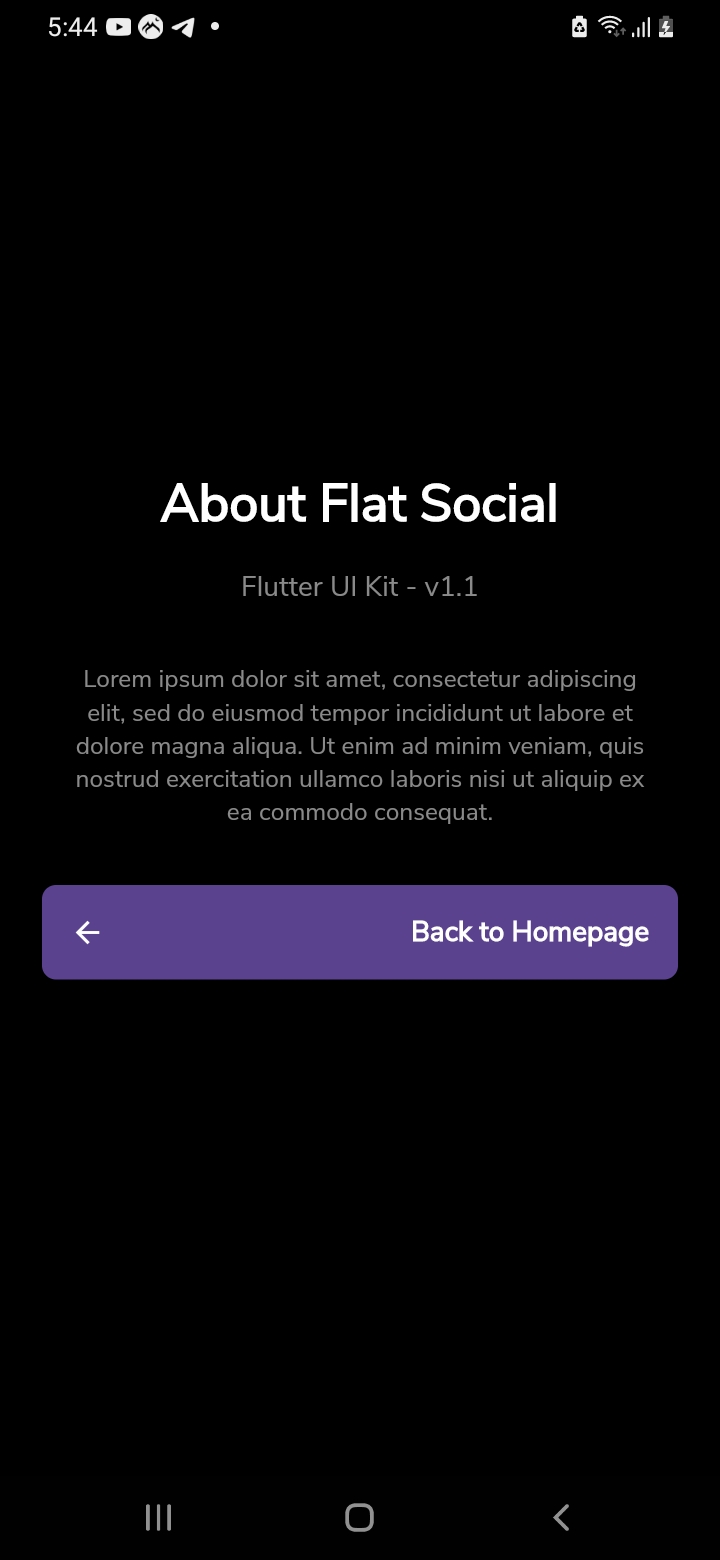 5:44
About Flat Social
Flutter UI Kit - v1.1
Lorem ipsum dolor sit amet, consectetur adipiscing
elit, sed do eiusmod tempor incididunt ut labore et
dolore magna aliqua. Ut enim ad minim veniam, quis
nostrud exercitation ullamco laboris nisi ut aliquip ex
ea commodo consequat.
Back to Homepage